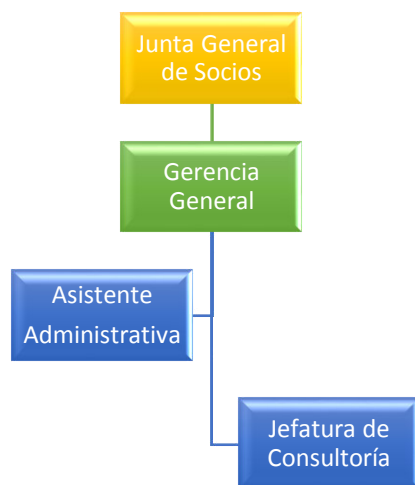 Junta General
de Socios
Gerencia
General
Asistente
Administrativa
Jefatura de
Consultoría